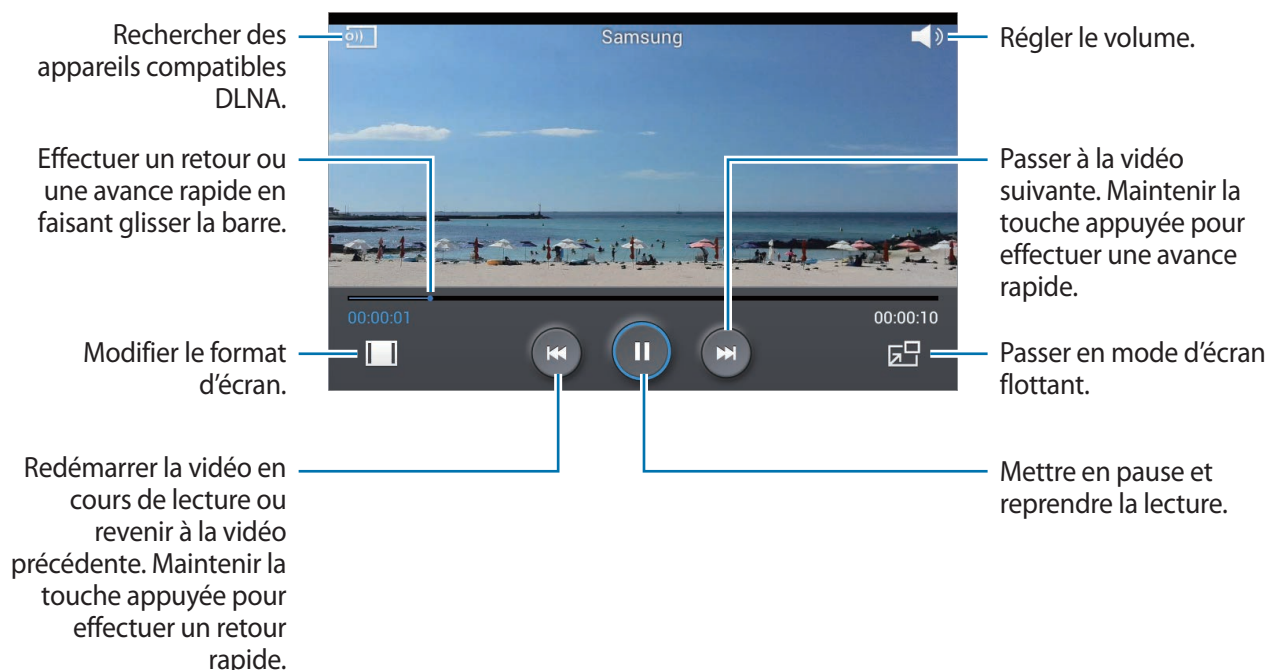 Rechercher des
appareils compatibles
DLNA.
Samsung
Régler le volume.
Effectuer un retour ou
une avance rapide en
faisant glisser la barre.
Passer à la vidéo
suivante. Maintenir la
touche appuyée pour
effectuer une avance
rapide.
00:00:01
00:00:10
Modifier le format
d’écran.
Passer en mode d’écran
flottant.
Redémarrer la vidéo en
cours de lecture ou
revenir à la vidéo
précédente. Maintenir la
touche appuyée pour
effectuer un retour
rapide.
Mettre en pause et
reprendre la lecture.